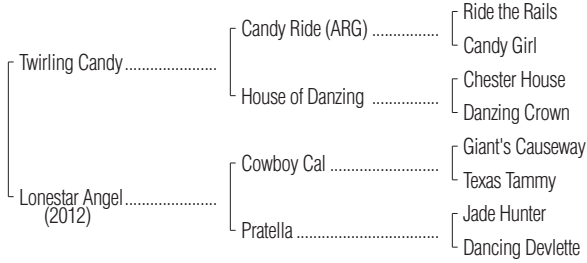 Ride the Rails
Candy Ride (ARG) ................
Candy Girl
Twirling Candy ......................
Chester House
House of Danzing ................
Danzing Crown
Giant's Causeway
Cowboy Cal ..........................
Texas Tammy
Lonestar Angel......................
(2012)
Jade Hunter
Pratella ..................................
Dancing Devlette